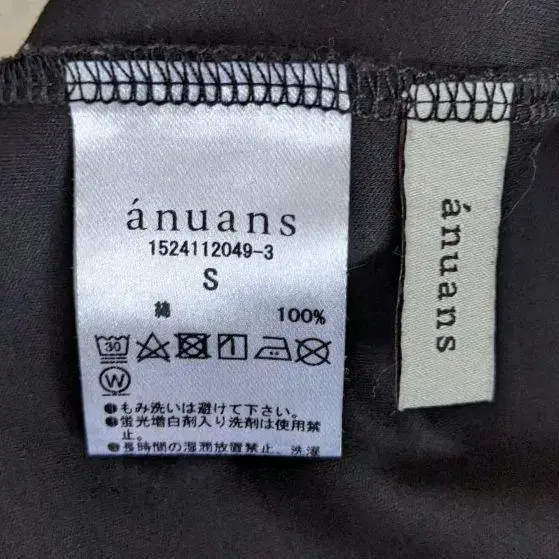 ánuans
1524112049-3
S
綿 100%
30
W
●もみ洗いは避けて下さい。
●蛍光増白剤入り洗剤は使用禁
止。
●長時間の湿潤放置禁止、洗濯
ánuans